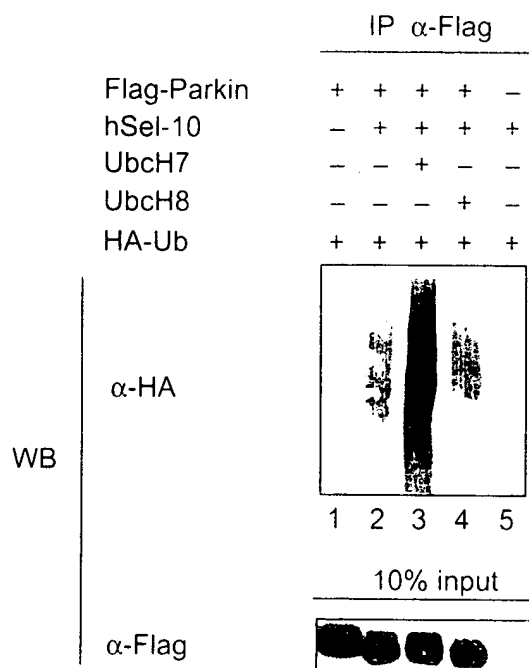 IP α-Flag
Flag-Parkin + + + + –
hSel-10 – + + + +
UbcH7 – – + – –
UbcH8 – – – + –
HA-Ub + + + + +
α-HA
WB
1 2 3 4 5
10% input
α-Flag